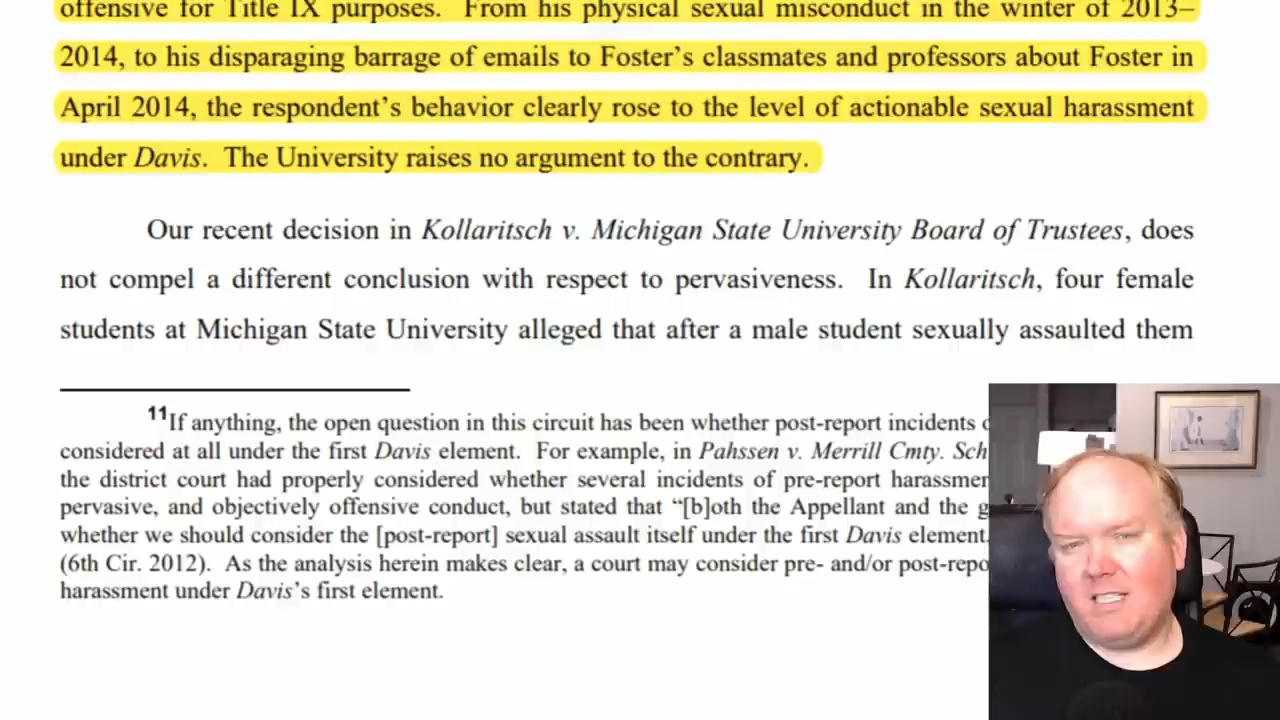 offensive for Title IX purposes. From his physical sexual misconduct in the winter of 2013–
2014, to his disparaging barrage of emails to Foster's classmates and professors about Foster in
April 2014, the respondent's behavior clearly rose to the level of actionable sexual harassment
under Davis. The University raises no argument to the contrary.
Our recent decision in Kollaritsch v. Michigan State University Board of Trustees, does
not compel a different conclusion with respect to pervasiveness. In Kollaritsch, four female
students at Michigan State University alleged that after a male student sexually assaulted them
11If anything, the open question in this circuit has been whether post-report incidents
considered at all under the first Davis element. For example, in Pahssen v. Merrill Cmty. Sch
the district court had properly considered whether several incidents of pre-report
pervasive, and objectively offensive conduct, but stated that “[b]oth the Appellant and the
whether we should consider the [post-report] sexual assault itself under the first Davis element.
(6th Cir. 2012). As the analysis herein makes clear, a court may consider pre- and/or
harassment under Davis's first element.